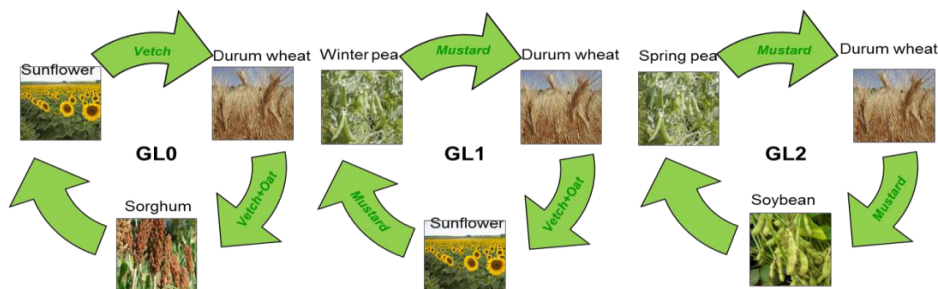 Vetch
Sunflower
Durum wheat
GL0
Vetch+Oat
Sorghum
Mustard
Winter pea
Durum wheat
GL1
Mustard
Vetch+Oat
Sunflower
Mustard
Spring pea
Durum wheat
GL2
Mustard
Soybean